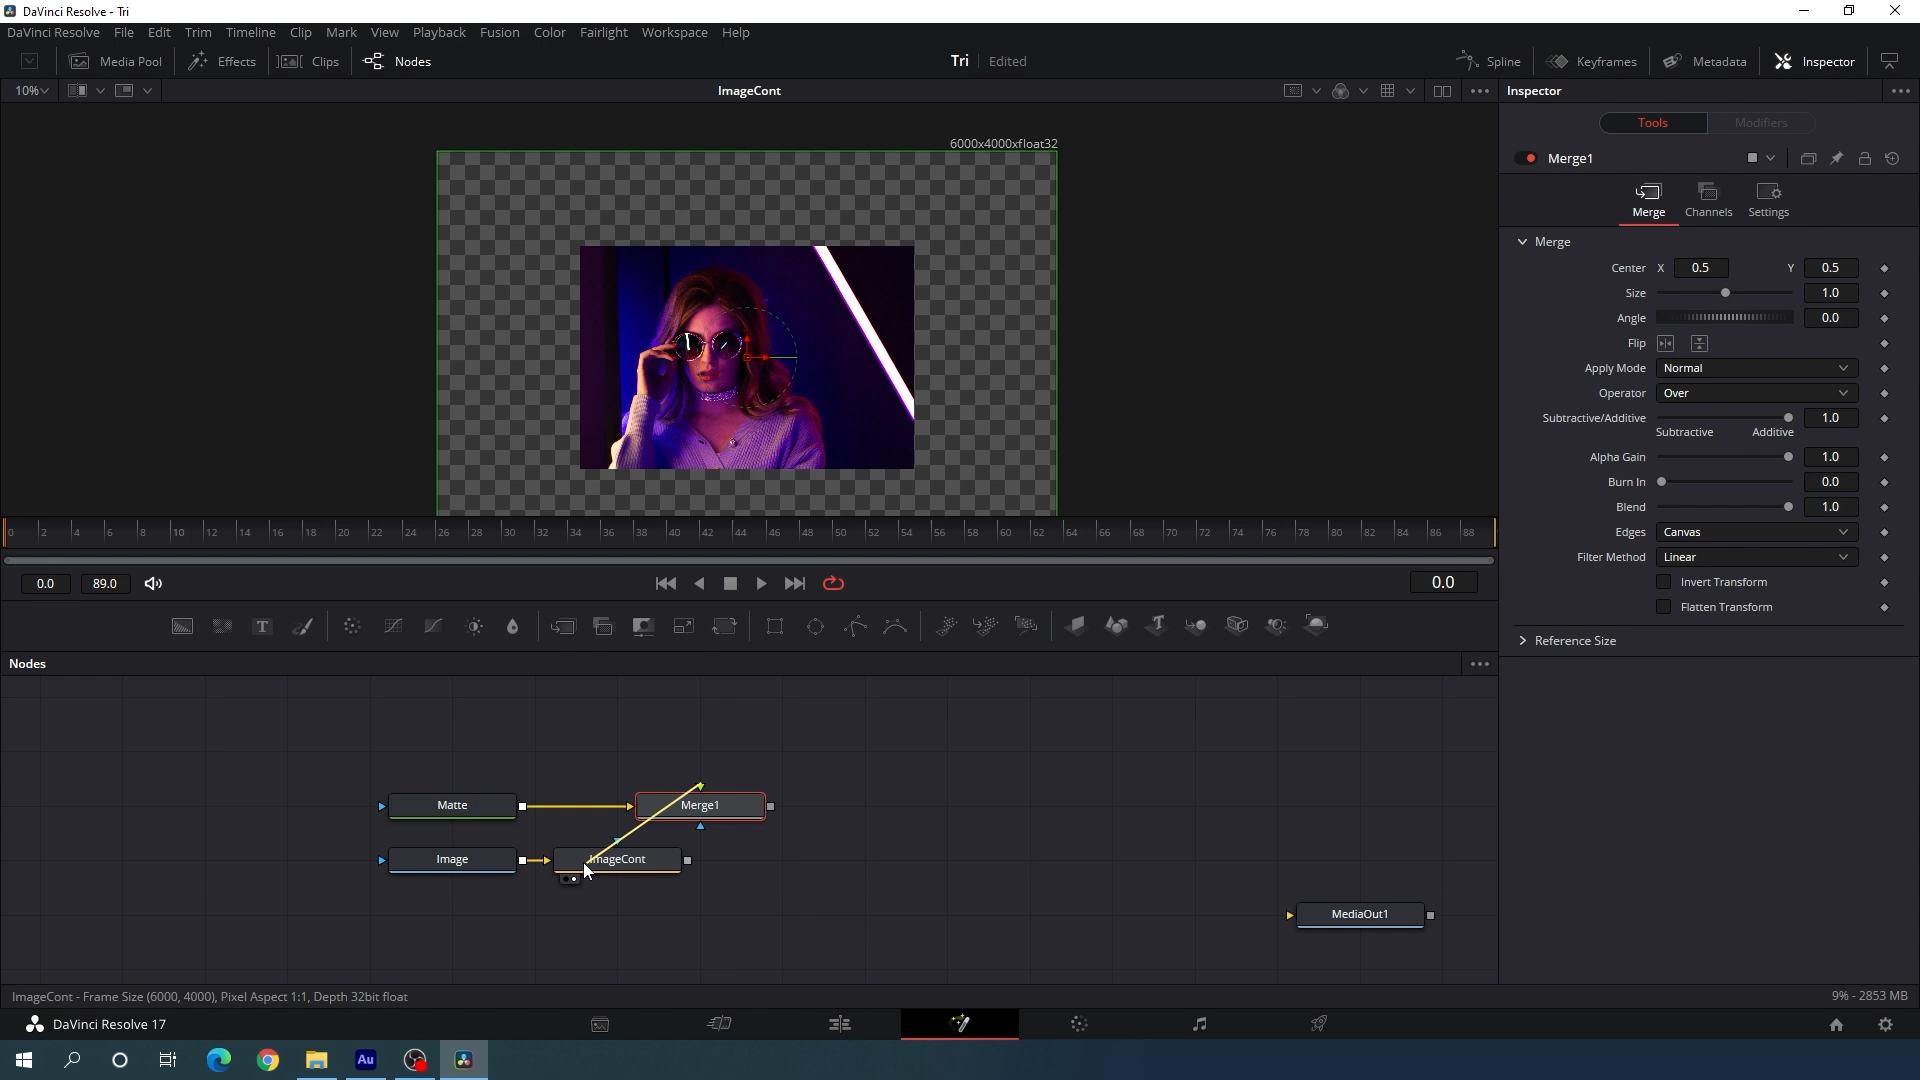 DaVinci Resolve - Tri
DaVinci Resolve File Edit Trim Timeline Clip Mark View Playback Fusion Color Fairlight Workspace Help
Media Pool Effects Clips Nodes Tri Edited Spline Keyframes Metadata Inspector
10% ImageCont Inspector
Tools Modifiers
6000x4000xfloat32
Merge1
Merge Channels Settings
Merge
Center X 0.5 Y 0.5
Size 1.0
Angle 0.0
Flip
Apply Mode Normal
Operator Over
Subtractive/Additive 1.0
Subtractive Additive
Alpha Gain 1.0
Burn In 0.0
Blend 1.0
Edges Canvas
Filter Method Linear
Invert Transform
Flatten Transform
Reference Size
0 2 4 6 8 10 12 14 16 18 20 22 24 26 28 30 32 34 36 38 40 42 44 46 48 50 52 54 56 58 60 62 64 66 68 70 72 74 76 78 80 82 84 86 88
0.0 89.0 0.0
T
T
Nodes
Matte Merge1
Image ImageCont
MediaOut1
ImageCont - Frame Size (6000, 4000), Pixel Aspect 1:1, Depth 32bit float 9% - 2853 MB
DaVinci Resolve 17
Au